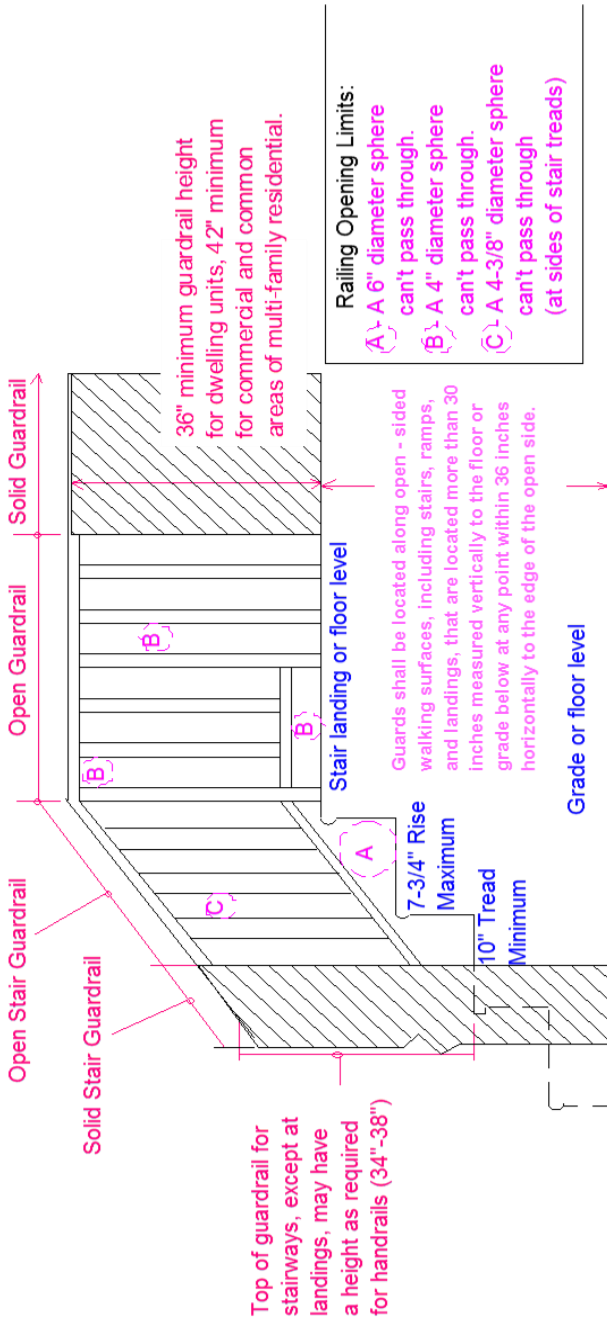 Open Stair Guardrail
Open Guardrail
Solid Guardrail
Solid Stair Guardrail
Top of guardrail for
stairways, except at
landings, may have
a height as required
for handrails (34"-38")
36" minimum guardrail height
for dwelling units, 42" minimum
for commercial and common
areas of multi-family residential.
B
B
B
C
A
Stair landing or floor level
7-3/4" Rise
Maximum
10" Tread
Minimum
Guards shall be located along open - sided
walking surfaces, including stairs, ramps,
and landings, that are located more than 30
inches measured vertically to the floor or
grade below at any point within 36 inches
horizontally to the edge of the open side.
Grade or floor level
Railing Opening Limits:
A - A 6" diameter sphere
can't pass through.
B - A 4" diameter sphere
can't pass through.
C - A 4-3/8" diameter sphere
can't pass through
(at sides of stair treads)